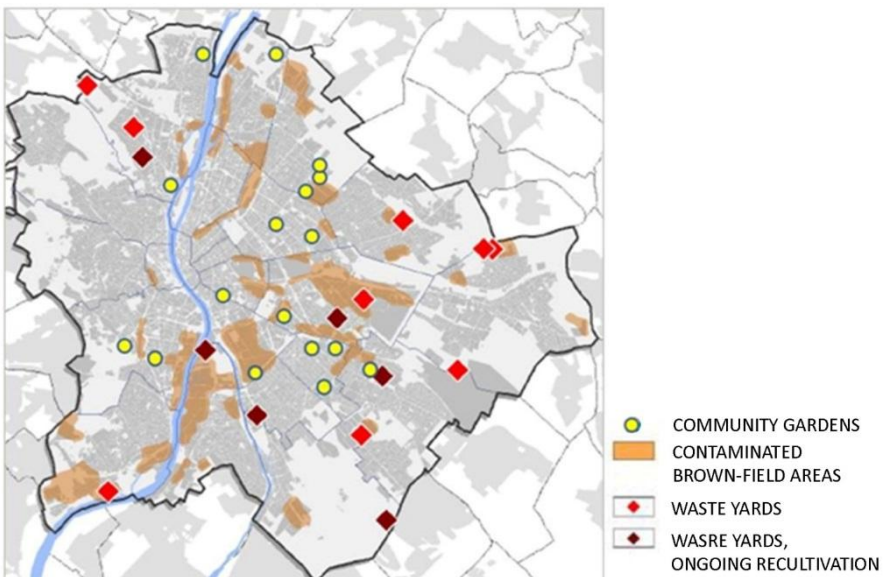 COMMUNITY GARDENS
CONTAMINATED
BROWN-FIELD AREAS
WASTE YARDS
WASRE YARDS,
ONGOING RECULTIVATION